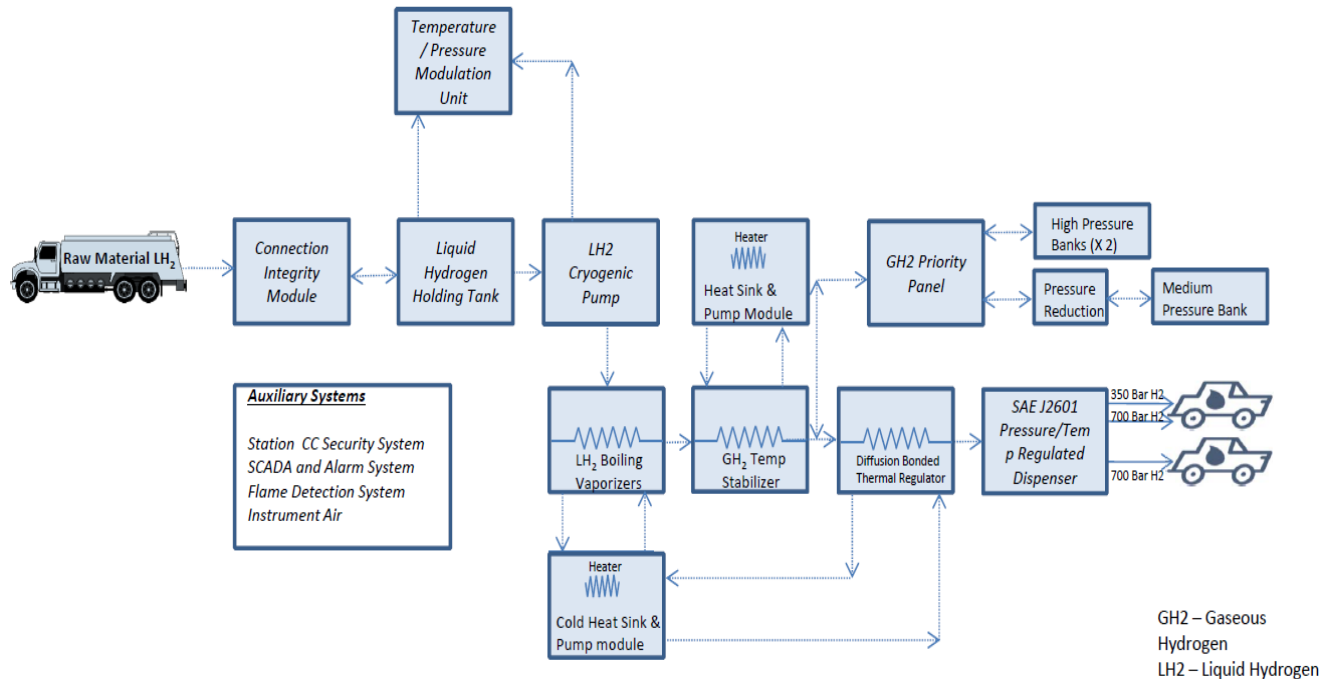 Temperature
/ Pressure
Modulation
Unit
Raw Material LH2
Connection
Integrity
Module
Liquid
Hydrogen
Holding Tank
LH2
Cryogenic
Pump
Heater
Heat Sink &
Pump Module
GH2 Priority
Panel
High Pressure
Banks (X 2)
Pressure
Reduction
Medium
Pressure Bank
Auxiliary Systems
Station CC Security System
SCADA and Alarm System
Flame Detection System
Instrument Air
LH2 Boiling
Vaporizers
GH2 Temp
Stabilizer
Diffusion Bonded
Thermal Regulator
SAE J2601
Pressure/Tem
p Regulated
Dispenser
350 Bar H2
700 Bar H2
700 Bar H2
Heater
Cold Heat Sink &
Pump module
GH2 – Gaseous
Hydrogen
LH2 – Liquid Hydrogen